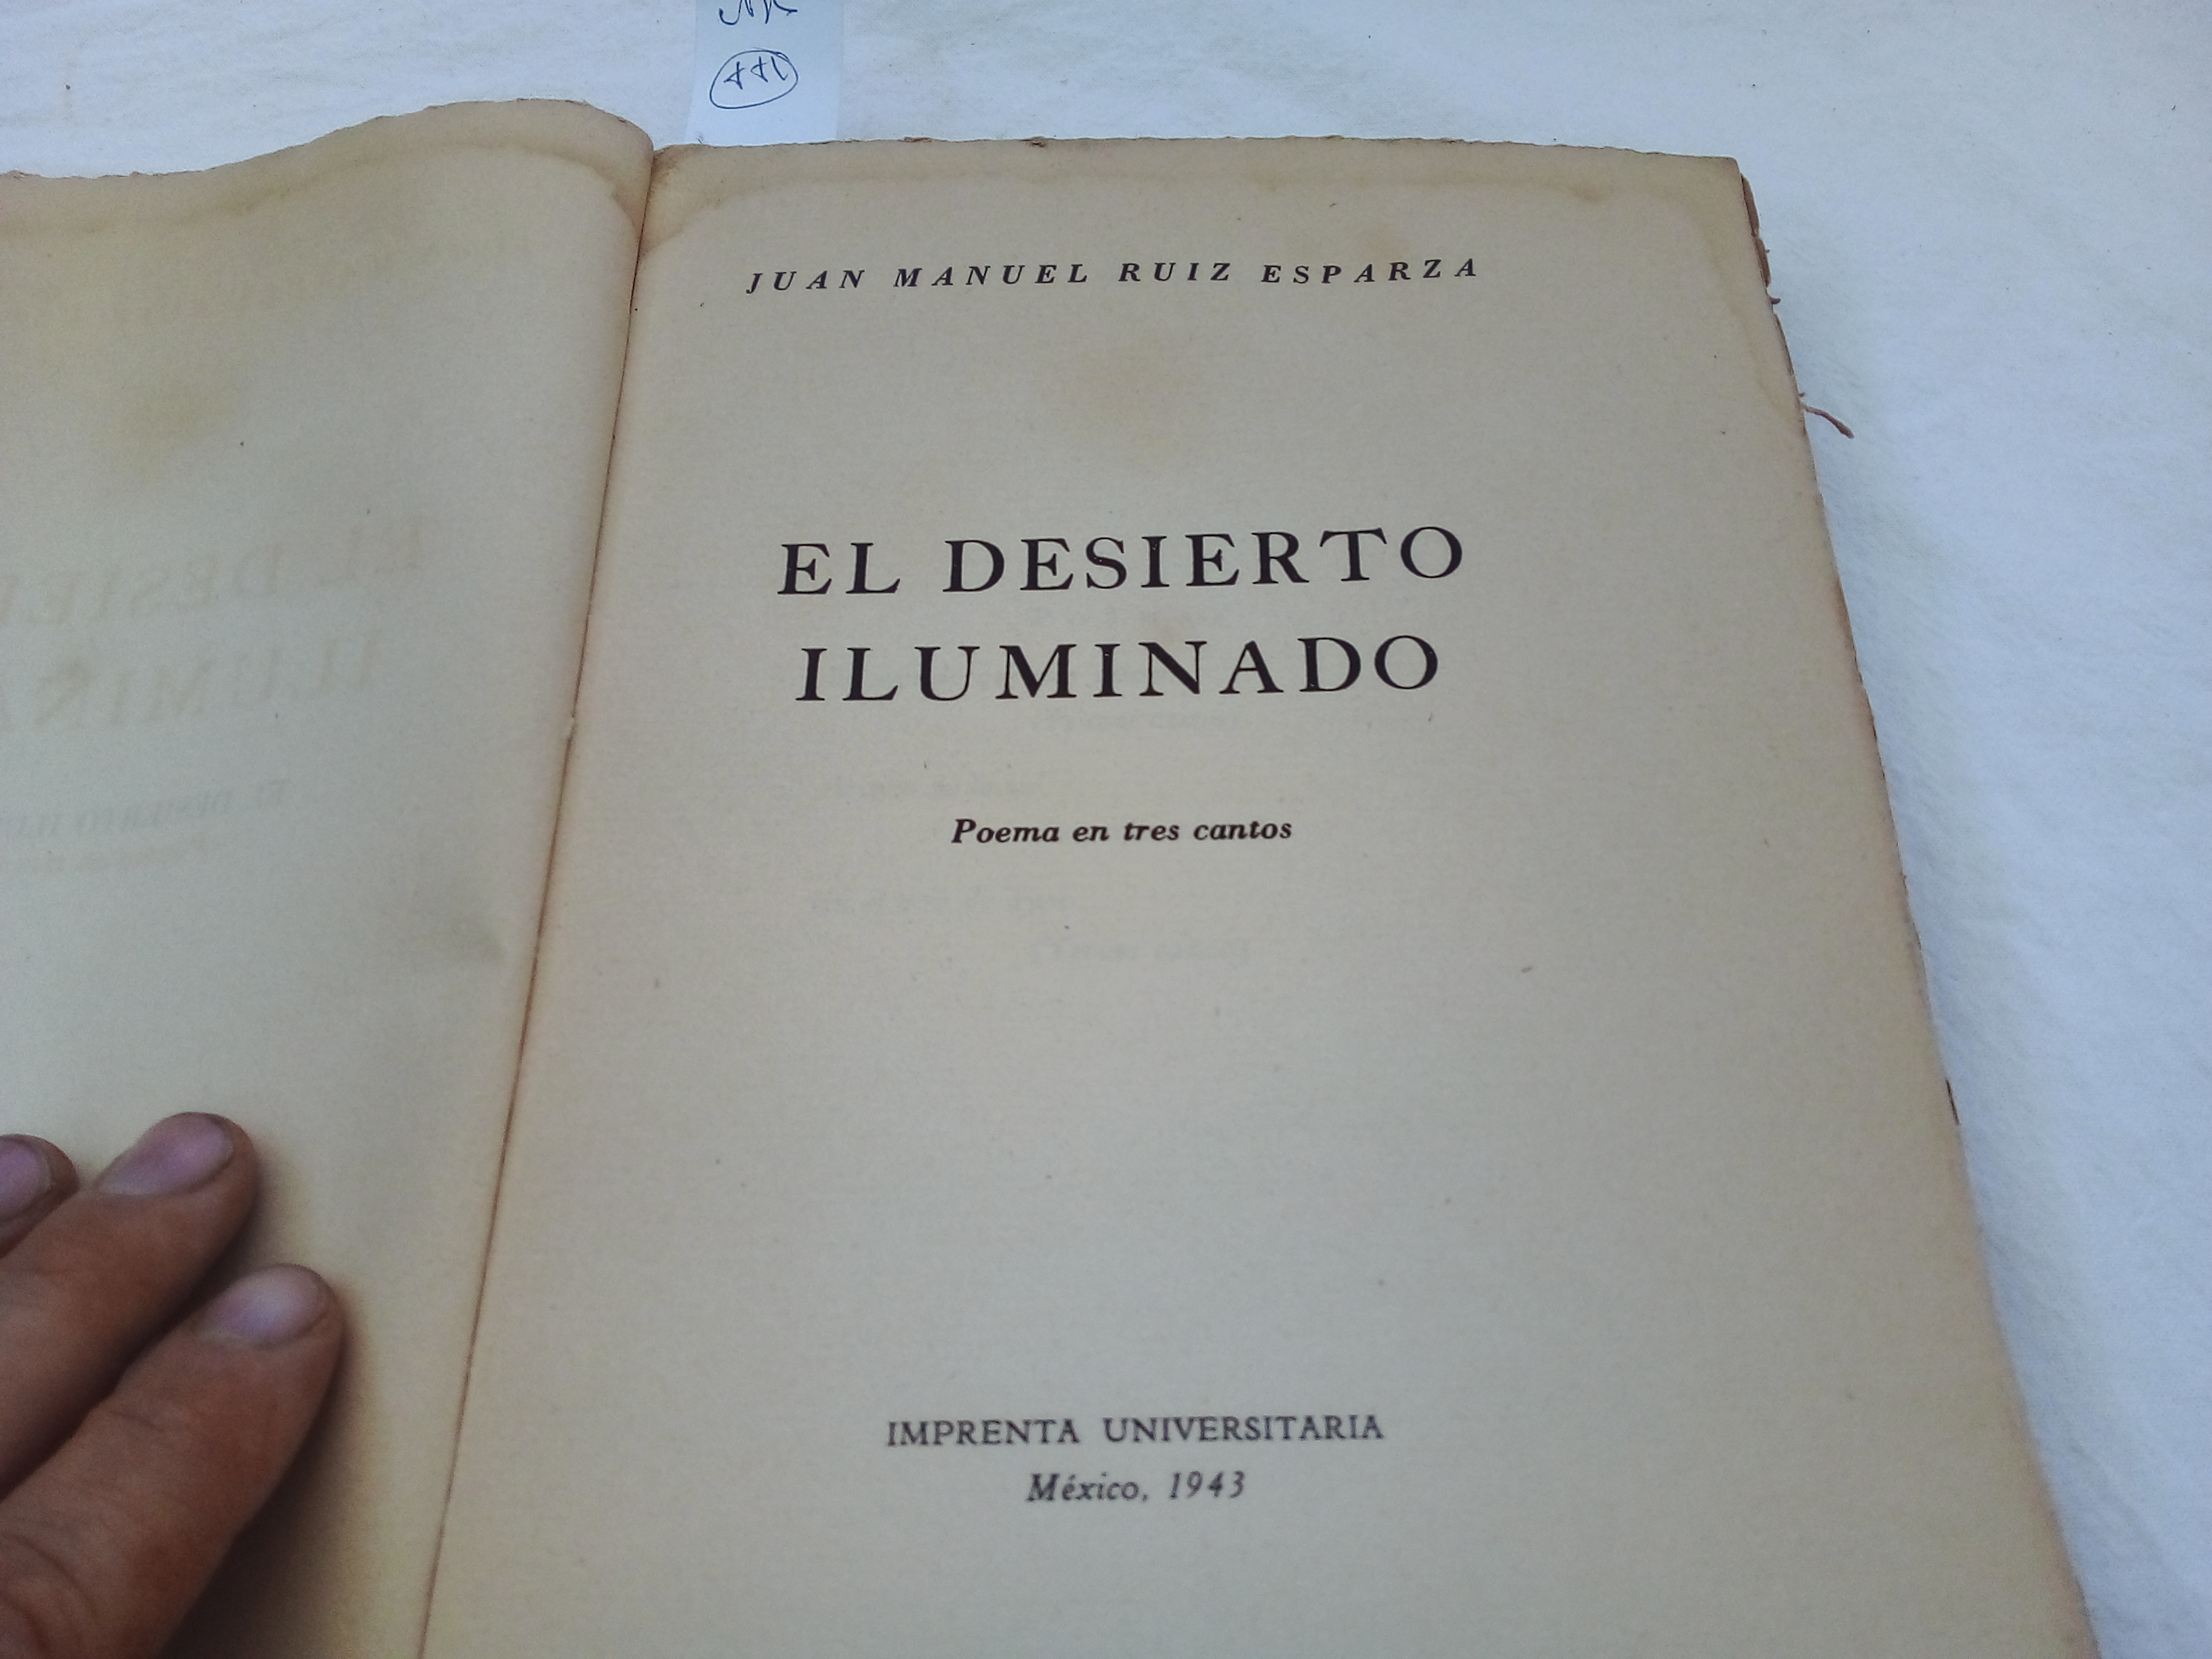 JUAN MANUEL RUIZ ESPARZA
EL DESIERTO
ILUMINADO
Poema en tres cantos
IMPRENTA UNIVERSITARIA
México, 1943